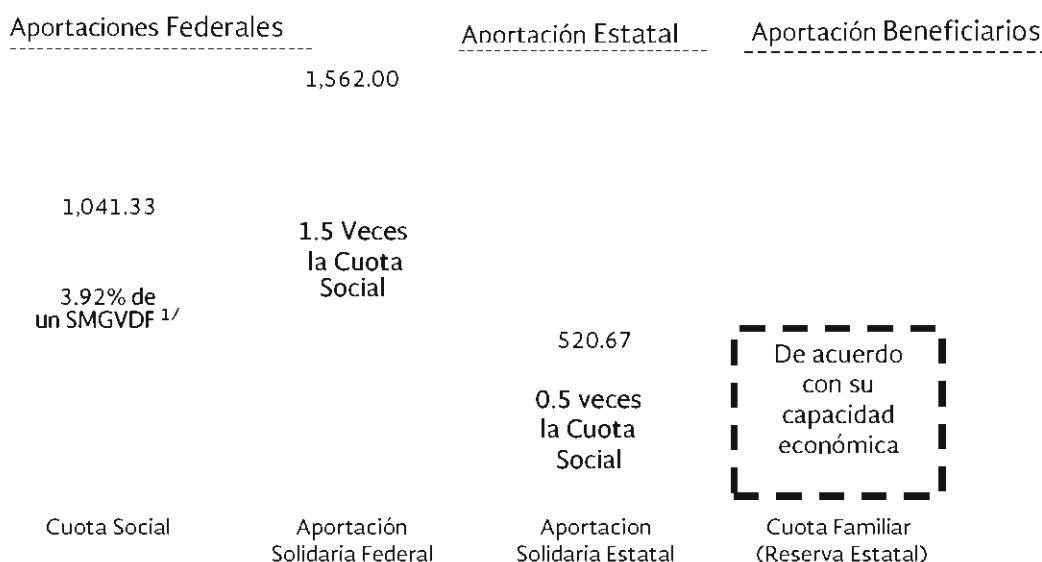 Aportaciones Federales
Aportación Estatal
Aportación Beneficiarios
1,562.00
1,041.33
1.5 Veces
la Cuota
Social
3.92% de
un SMGVDF 1/
520.67
0.5 veces
la Cuota
Social
De acuerdo
con su
capacidad
económica
Cuota Social
Aportación
Solidaria Federal
Aportacion
Solidaria Estatal
Cuota Familiar
(Reserva Estatal)